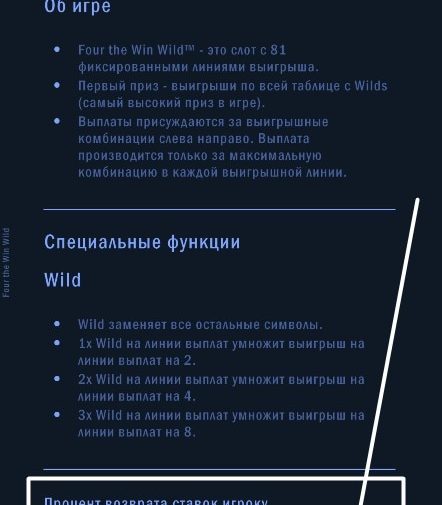 Об игре
Four the Win Wild™ - это слот с 81
фиксированными линиями выигрыша.
Первый приз - выигрыши по всей таблице с Wilds
(самый высокий приз в игре).
Выплаты присуждаются за выигрышные
комбинации слева направо. Выплата
производится только за максимальную
комбинацию в каждой выигрышной линии.
Four the Win Wild
Специальные функции
Wild
Wild заменяет все остальные символы.
1x Wild на линии выплат умножит выигрыш на
линии выплат на 2.
2x Wild на линии выплат умножит выигрыш на
линии выплат на 4.
3x Wild на линии выплат умножит выигрыш на
линии выплат на 8.
Процент возврата ставок игроку